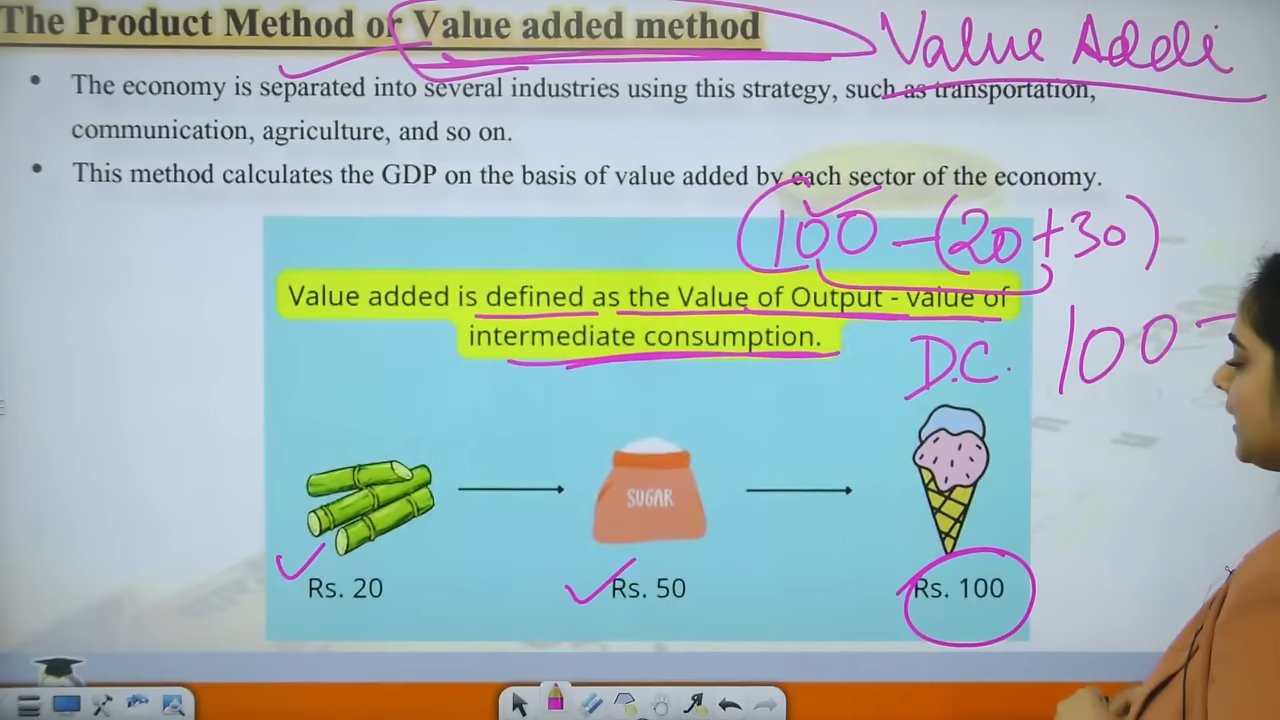 The Product Method or Value added method
Value Addi
• The economy is separated into several industries using this strategy, such as transportation,
communication, agriculture, and so on.
• This method calculates the GDP on the basis of value added by each sector of the economy.
100 - (20+30)
Value added is defined as the Value of Output - value of
intermediate consumption.
D.C. 100 -
SUGAR
Rs. 20 Rs. 50 Rs. 100